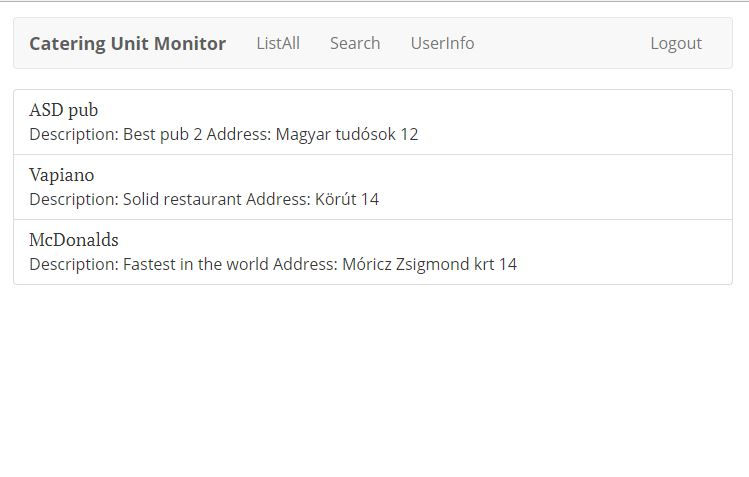 Catering Unit Monitor ListAll Search UserInfo Logout
ASD pub
Description: Best pub 2 Address: Magyar tudósok 12
Vapiano
Description: Solid restaurant Address: Körút 14
McDonalds
Description: Fastest in the world Address: Móricz Zsigmond krt 14